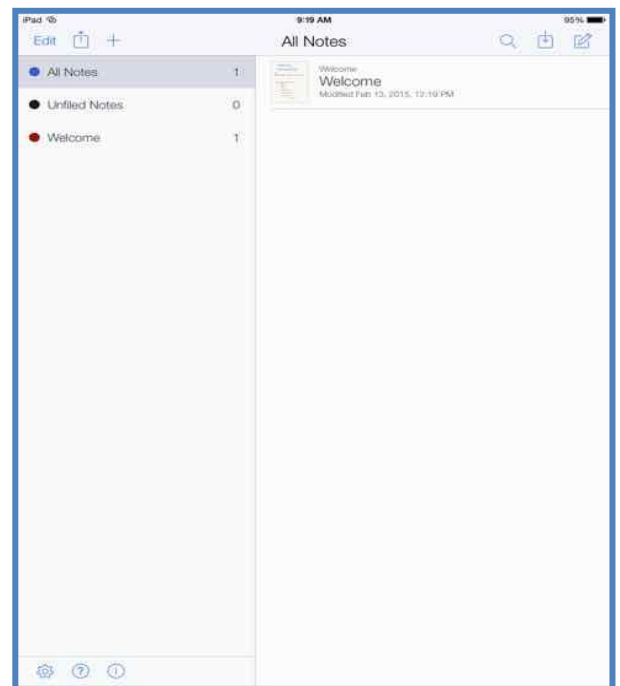 iPad 9:19 AM 95%
Edit All Notes
All Notes 1
Unfiled Notes 0
Welcome 1
Welcome
Welcome
Modified Feb 13, 2015, 12:19 PM